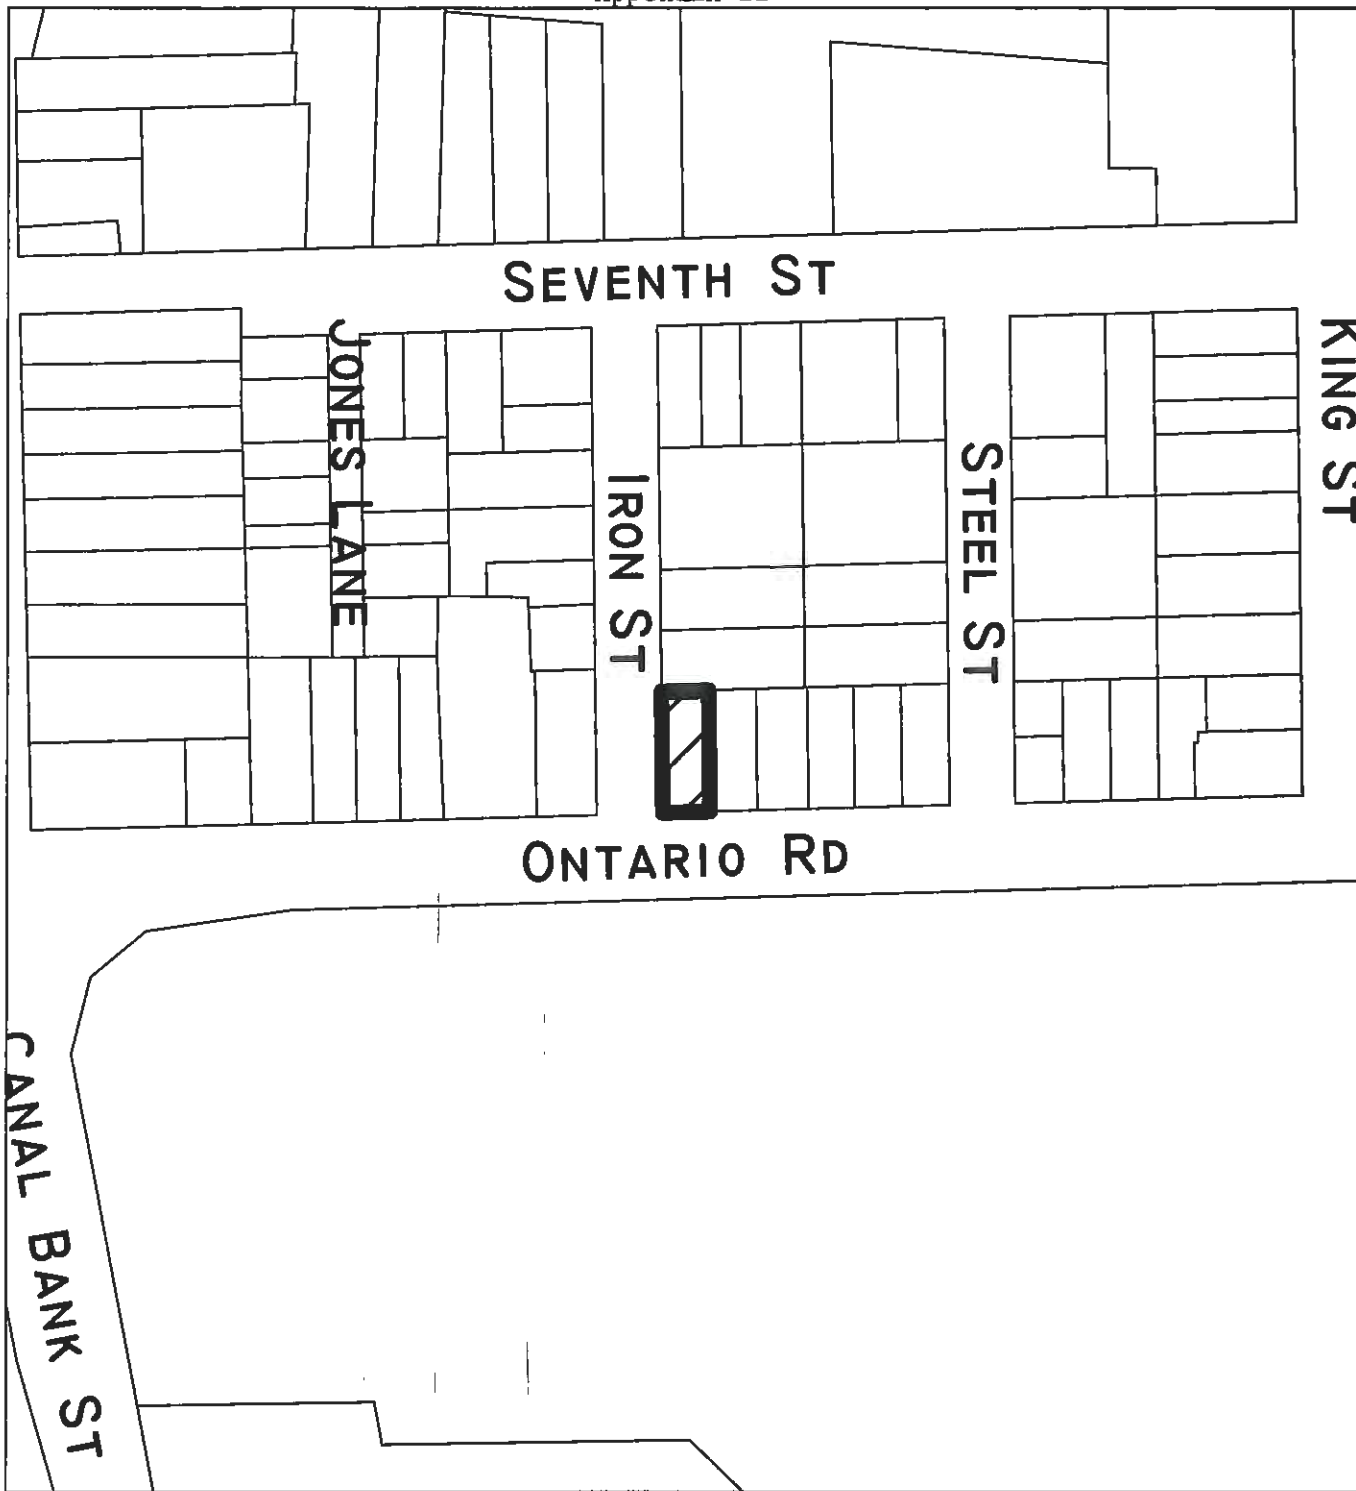 SEVENTH ST
JONES LANE
IRON ST
STEEL ST
KING ST
ONTARIO RD
CANAL BANK ST